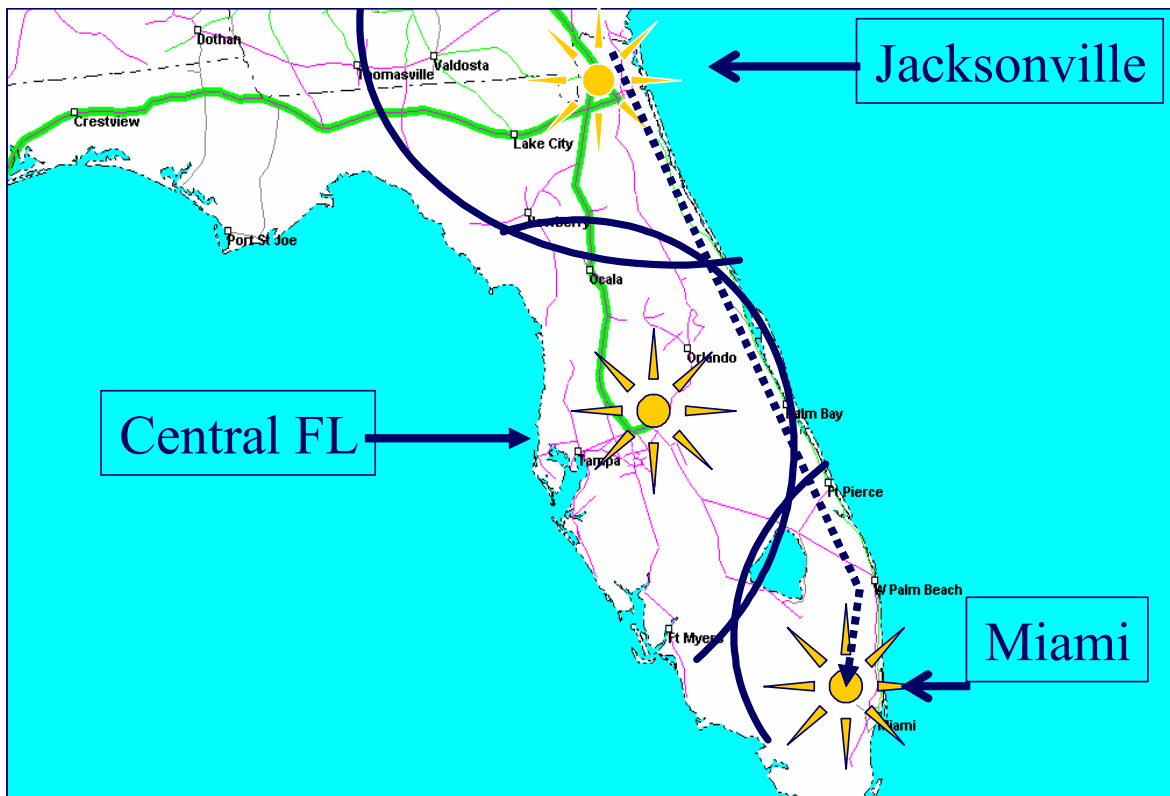 Jacksonville
Dothan
Valdosta
Thomasville
Crestview
Lake City
Newberry
Port St Joe
Ocala
Orlando
Palm Bay
Central FL
Tampa
Ft Pierce
W Palm Beach
Ft Myers
Miami
Miami